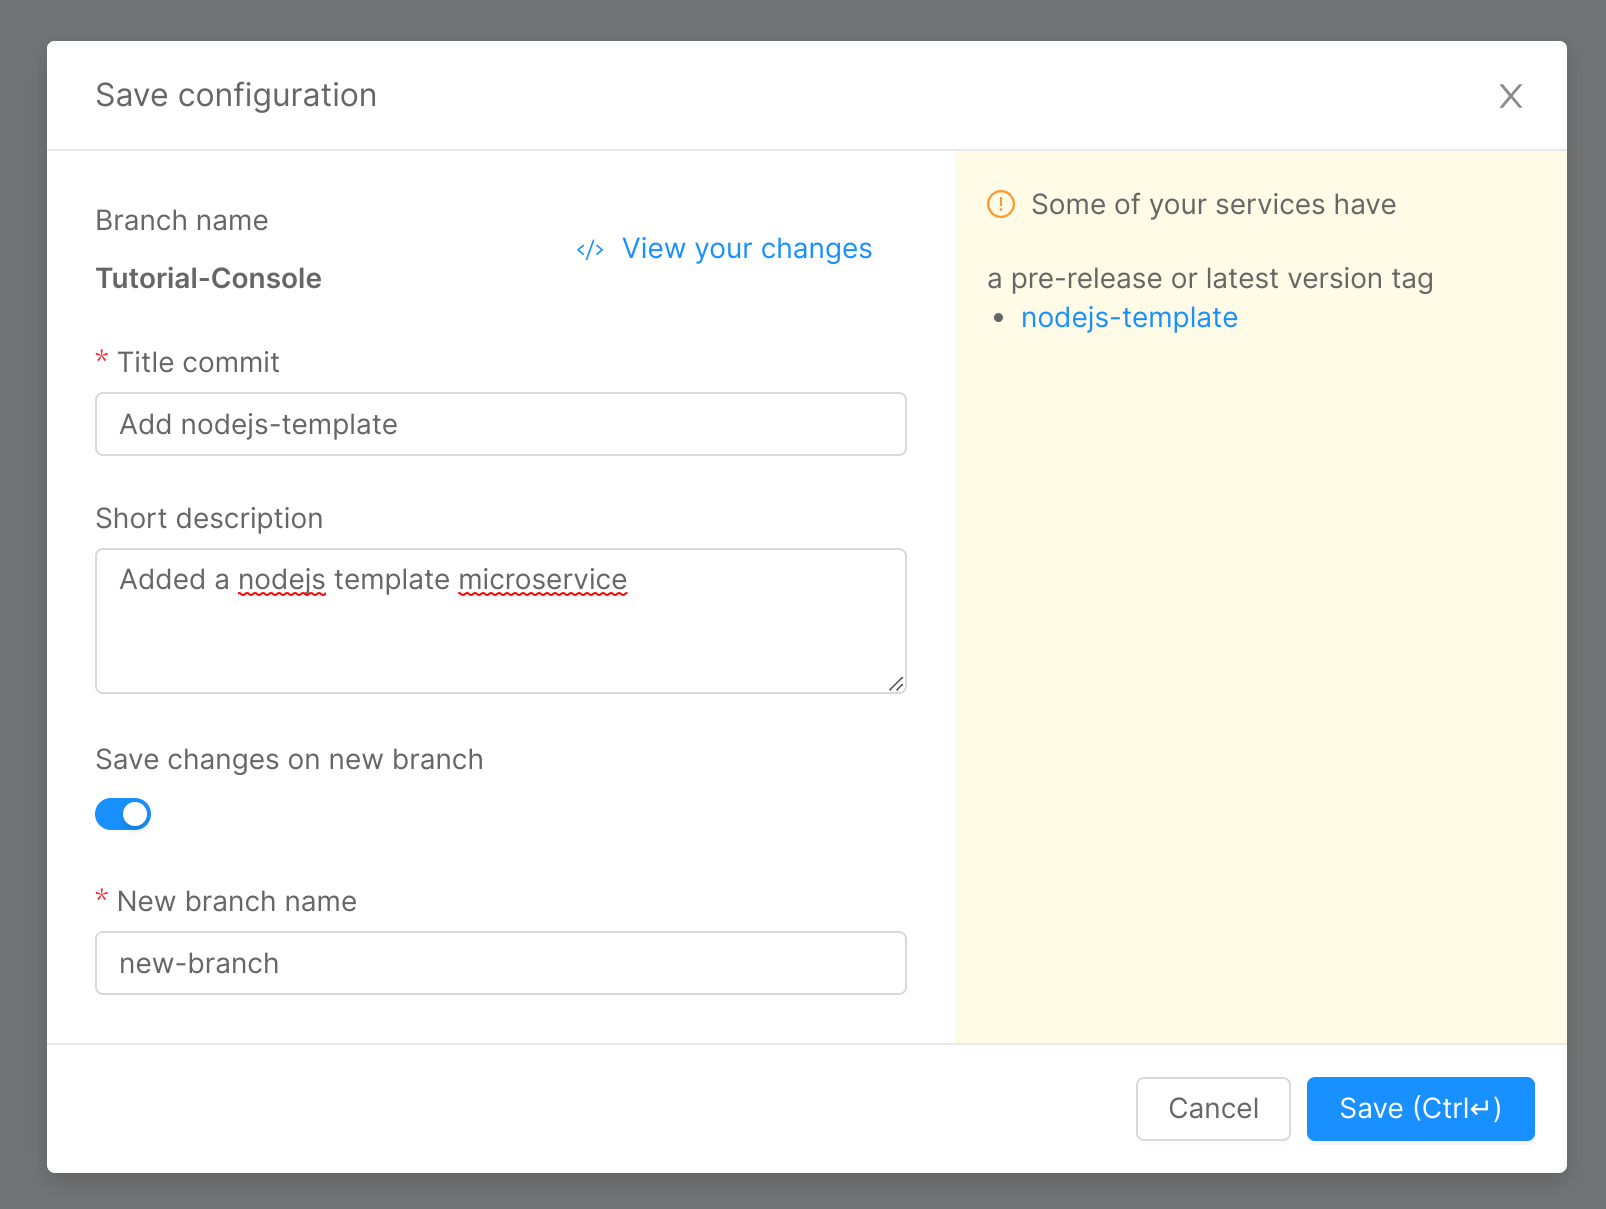 Save configuration
Branch name
</> View your changes
Tutorial-Console
* Title commit
Add nodejs-template
Short description
Added a nodejs template microservice
Save changes on new branch
* New branch name
new-branch
Some of your services have
a pre-release or latest version tag
• nodejs-template
Cancel
Save (Ctrl↵)